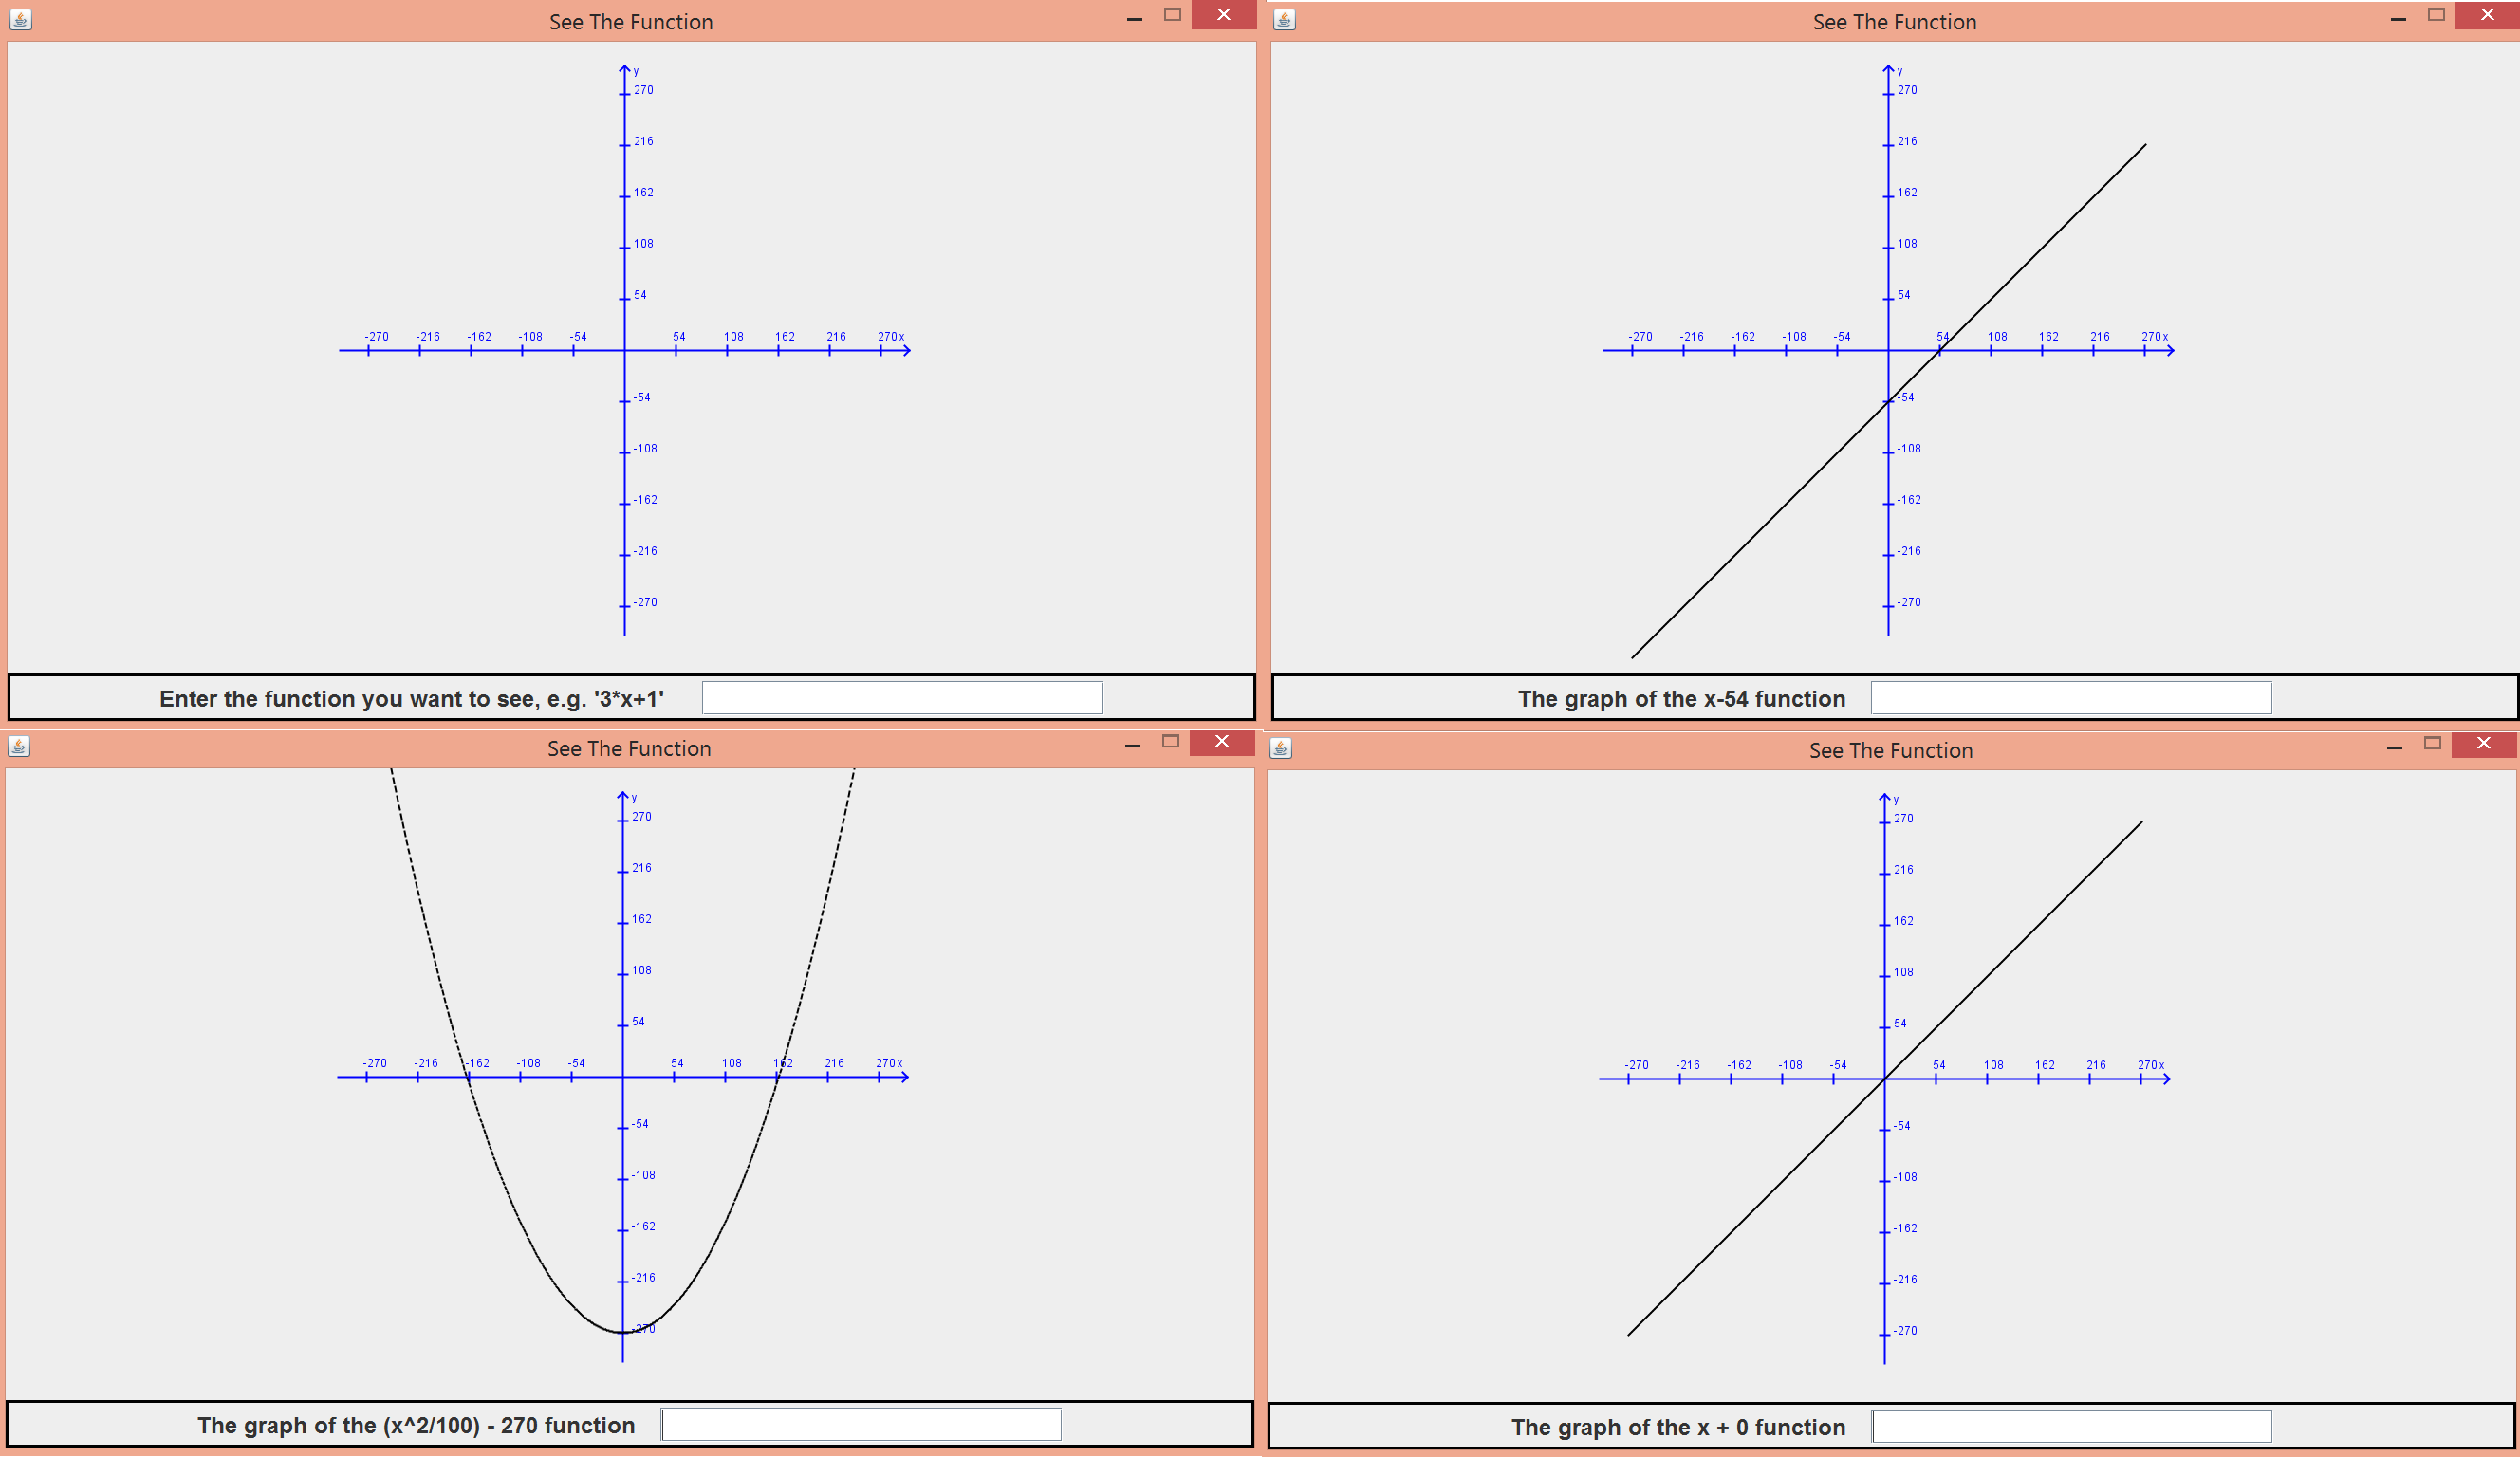 See The Function
y
270
216
162
108
54
-270 -216 -162 -108 -54 54 108 162 216 270 x
-54
-108
-162
-216
-270
Enter the function you want to see, e.g. '3*x+1'
See The Function
y
270
216
162
108
54
-270 -216 -162 -108 -54 54 108 162 216 270 x
-54
-108
-162
-216
-270
The graph of the x-54 function
See The Function
y
270
216
162
108
54
-270 -216 -162 -108 -54 54 108 162 216 270 x
-54
-108
-162
-216
-270
The graph of the (x^2/100) - 270 function
See The Function
y
270
216
162
108
54
-270 -216 -162 -108 -54 54 108 162 216 270 x
-54
-108
-162
-216
-270
The graph of the x + 0 function